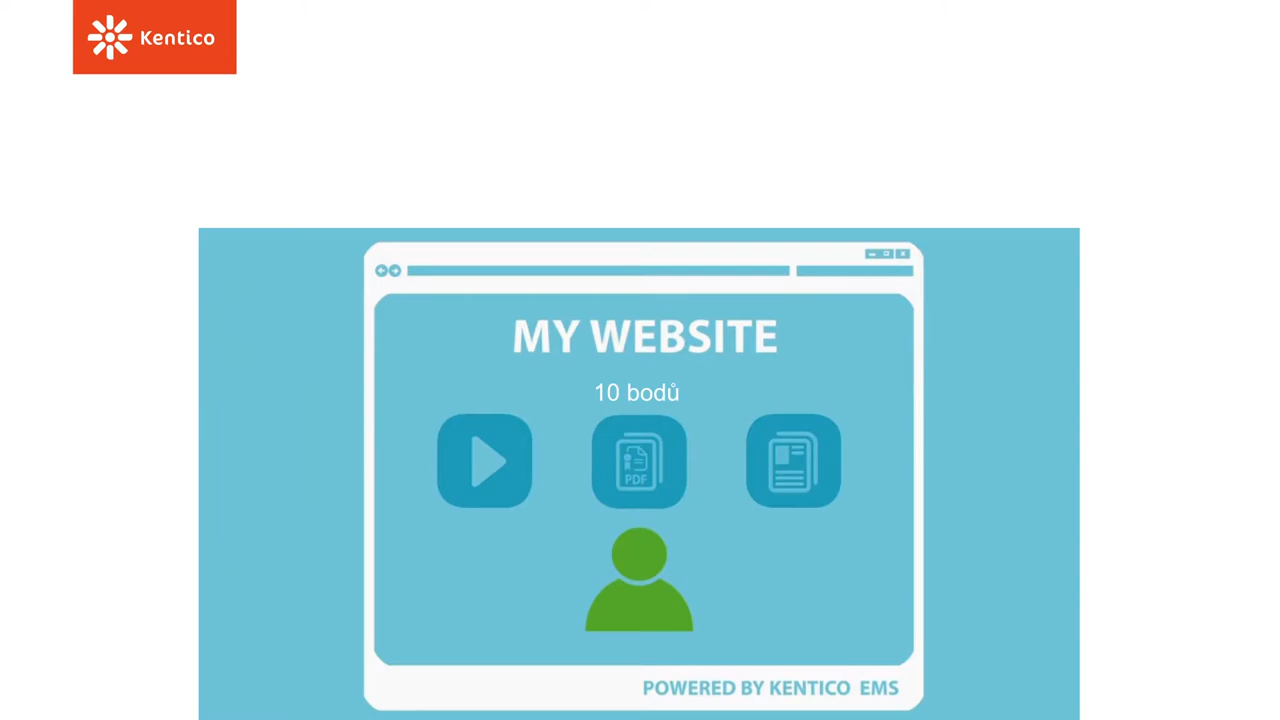 Kentico
MY WEBSITE
10 bodů
PDF
POWERED BY KENTICO EMS